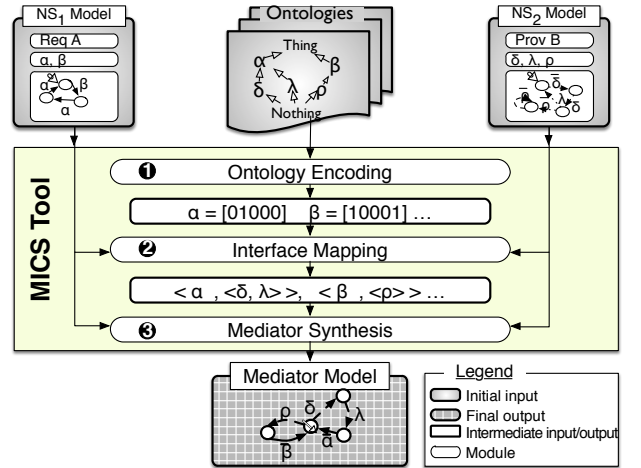 NS1 Model
Req A
α, β
α β
α
Ontologies
Thing
α β
δ λ ρ
Nothing
NS2 Model
Prov B
δ, λ, ρ
δ̅
ρ̅ ρ̅ λ δ̅
MICS Tool
❶ Ontology Encoding
α = [01000] β = [10001] ...
❷ Interface Mapping
< α , <δ, λ> >, < β , <ρ> > ...
❸ Mediator Synthesis
Mediator Model
ρ δ λ
β̅ α̅
Legend
Initial input
Final output
Intermediate input/output
Module